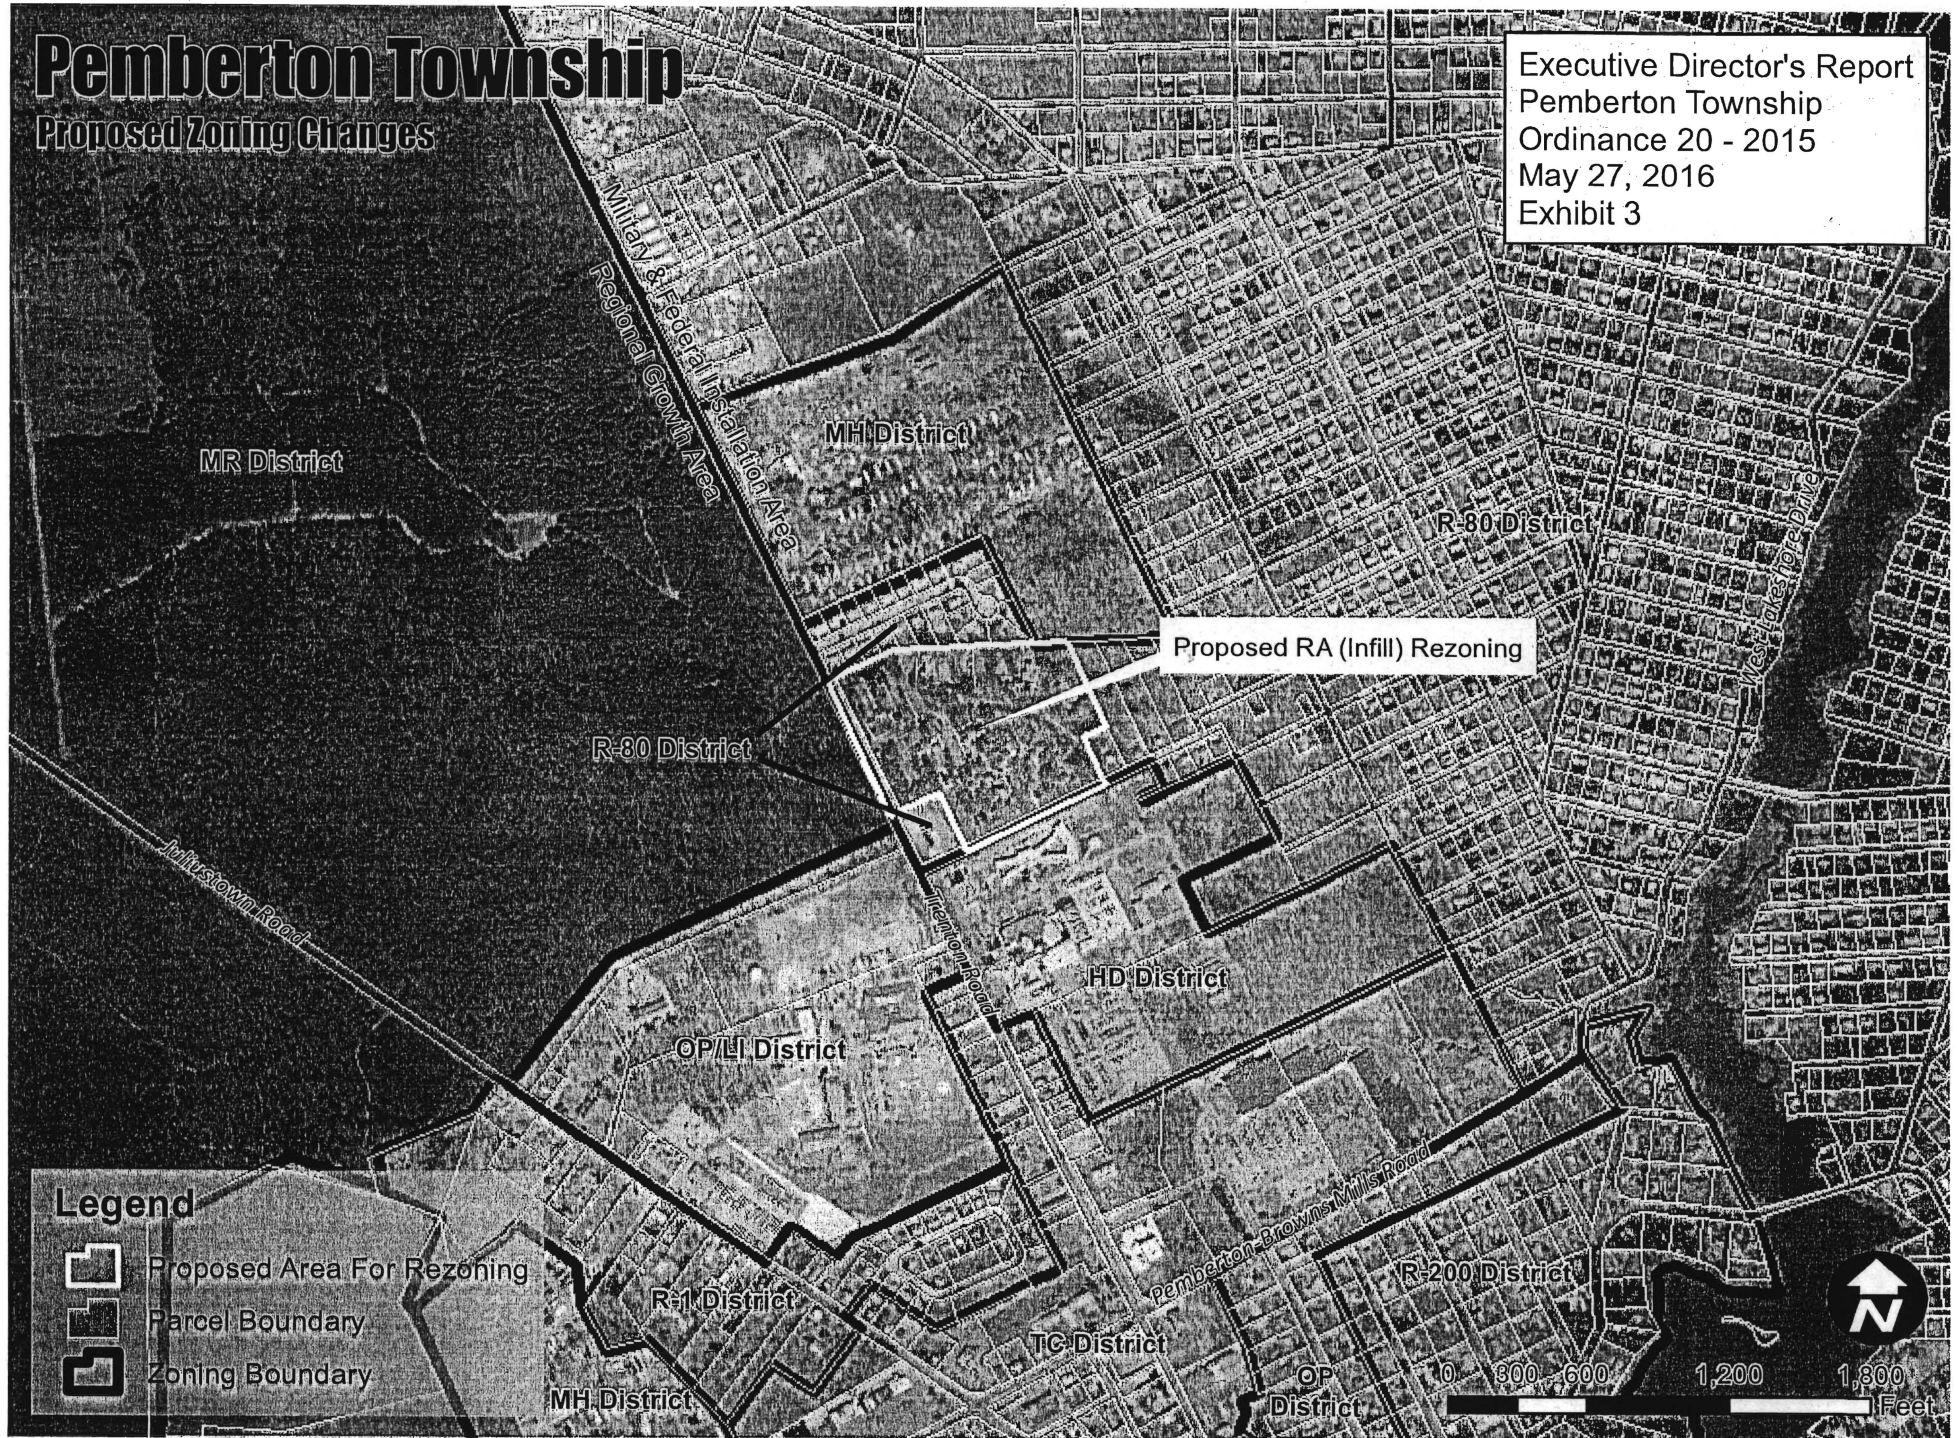 Pemberton Township
Proposed Zoning Changes
Executive Director's Report
Pemberton Township
Ordinance 20 - 2015
May 27, 2016
Exhibit 3
Military & Federal Installation Area
Regional Growth Area
MH District
MR District
R-80 District
West Lakeshore Drive
Proposed RA (Infill) Rezoning
R-80 District
Juliustown Road
Trenton Road
HD District
OP/LI District
Pemberton-Browns Mills Road
R-200 District
R-1 District
TC District
MH District
OP
District
Legend
Proposed Area For Rezoning
Parcel Boundary
Zoning Boundary
N
0 300 600 1,200 1,800
Feet